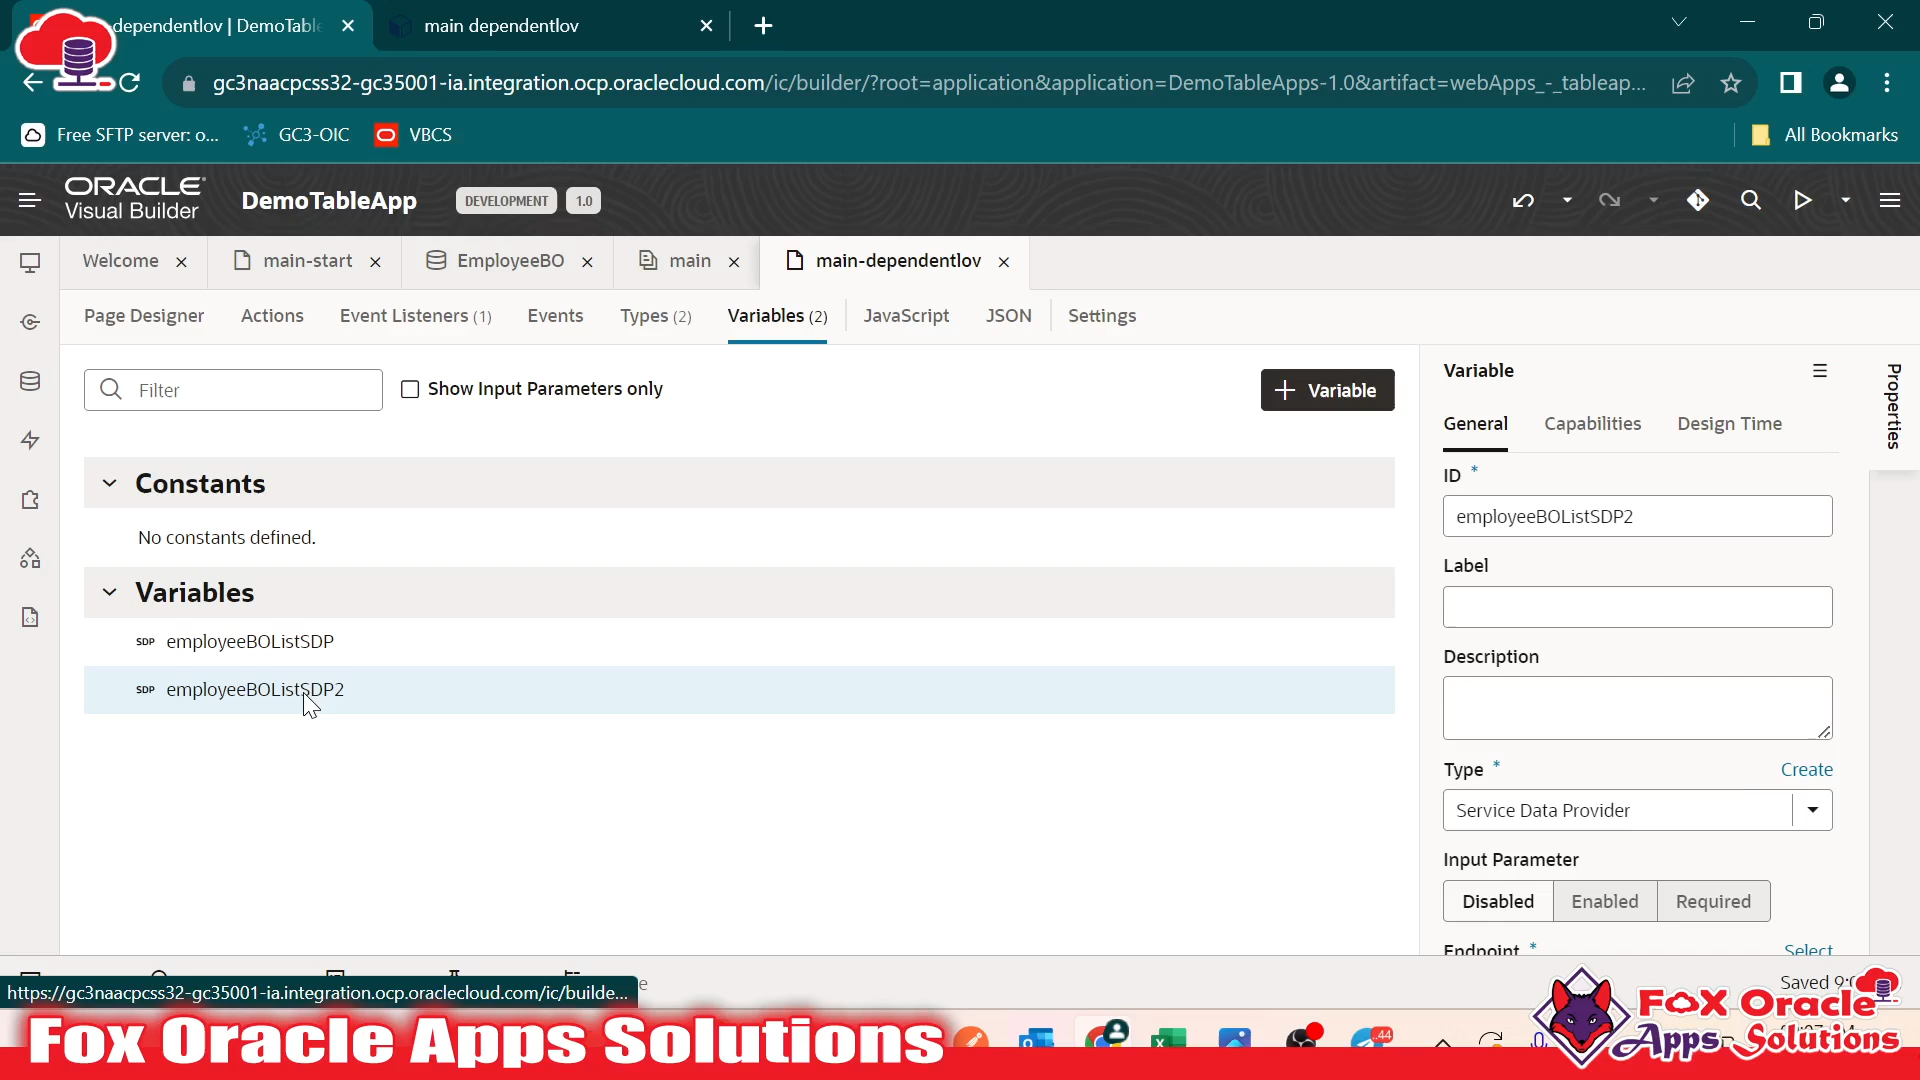 dependentlov | DemoTable
main dependentlov
gc3naacpcss32-gc35001-ia.integration.ocp.oraclecloud.com/ic/builder/?root=application&application=DemoTableApps-1.0&artifact=webApps_-_tableap...
Free SFTP server: o...
GC3-OIC
VBCS
All Bookmarks
ORACLE
Visual Builder
DemoTableApp
DEVELOPMENT
1.0
Welcome
main-start
EmployeeBO
main
main-dependentlov
Page Designer
Actions
Event Listeners (1)
Events
Types (2)
Variables (2)
JavaScript
JSON
Settings
Filter
Show Input Parameters only
+ Variable
Constants
No constants defined.
Variables
SDP employeeBOListSDP
SDP employeeBOListSDP2
Variable
Properties
General
Capabilities
Design Time
ID *
employeeBOListSDP2
Label
Description
Type *
Create
Service Data Provider
Input Parameter
Disabled
Enabled
Required
Endpoint *
Select
Saved
https://gc3naacpcss32-gc35001-ia.integration.ocp.oraclecloud.com/ic/builde...
44
Fox Oracle Apps Solutions
FOX Oracle
Apps Solutions